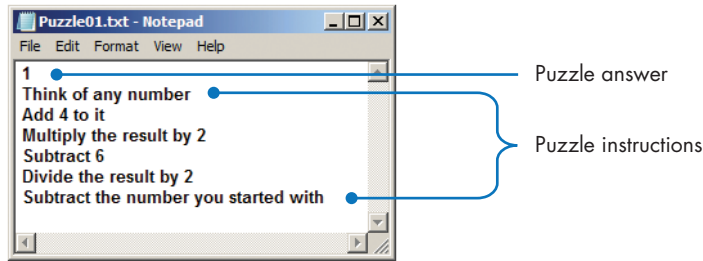 Puzzle01.txt - Notepad
File Edit Format View Help
1
Think of any number
Add 4 to it
Multiply the result by 2
Subtract 6
Divide the result by 2
Subtract the number you started with
Puzzle answer
Puzzle instructions